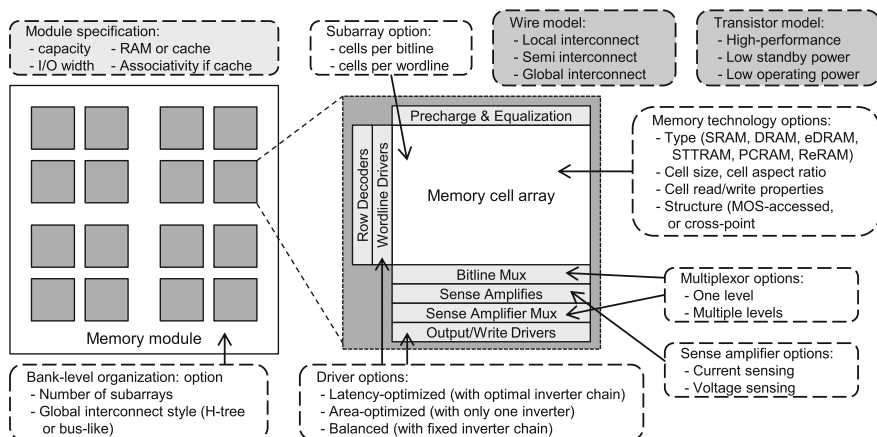 Module specification:
- capacity - RAM or cache
- I/O width - Associativity if cache
Subarray option:
- cells per bitline
- cells per wordline
Wire model:
- Local interconnect
- Semi interconnect
- Global interconnect
Transistor model:
- High-performance
- Low standby power
- Low operating power
Memory module
Precharge & Equalization
Row Decoders
Wordline Drivers
Memory cell array
Bitline Mux
Sense Amplifies
Sense Amplifier Mux
Output/Write Drivers
Memory technology options:
- Type (SRAM, DRAM, eDRAM,
STTRAM, PCRAM, ReRAM)
- Cell size, cell aspect ratio
- Cell read/write properties
- Structure (MOS-accessed,
or cross-point
Multiplexor options:
- One level
- Multiple levels
Sense amplifier options:
- Current sensing
- Voltage sensing
Bank-level organization: option
- Number of subarrays
- Global interconnect style (H-tree
or bus-like)
Driver options:
- Latency-optimized (with optimal inverter chain)
- Area-optimized (with only one inverter)
- Balanced (with fixed inverter chain)